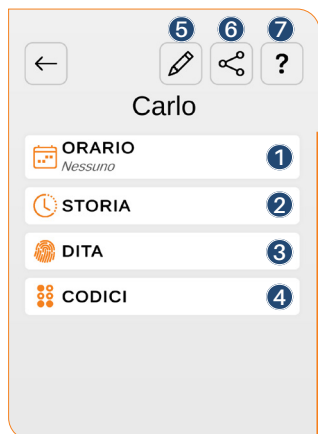 5 6 7
?
Carlo
ORARIO
Nessuno
1
STORIA
2
DITA
3
CODICI
4